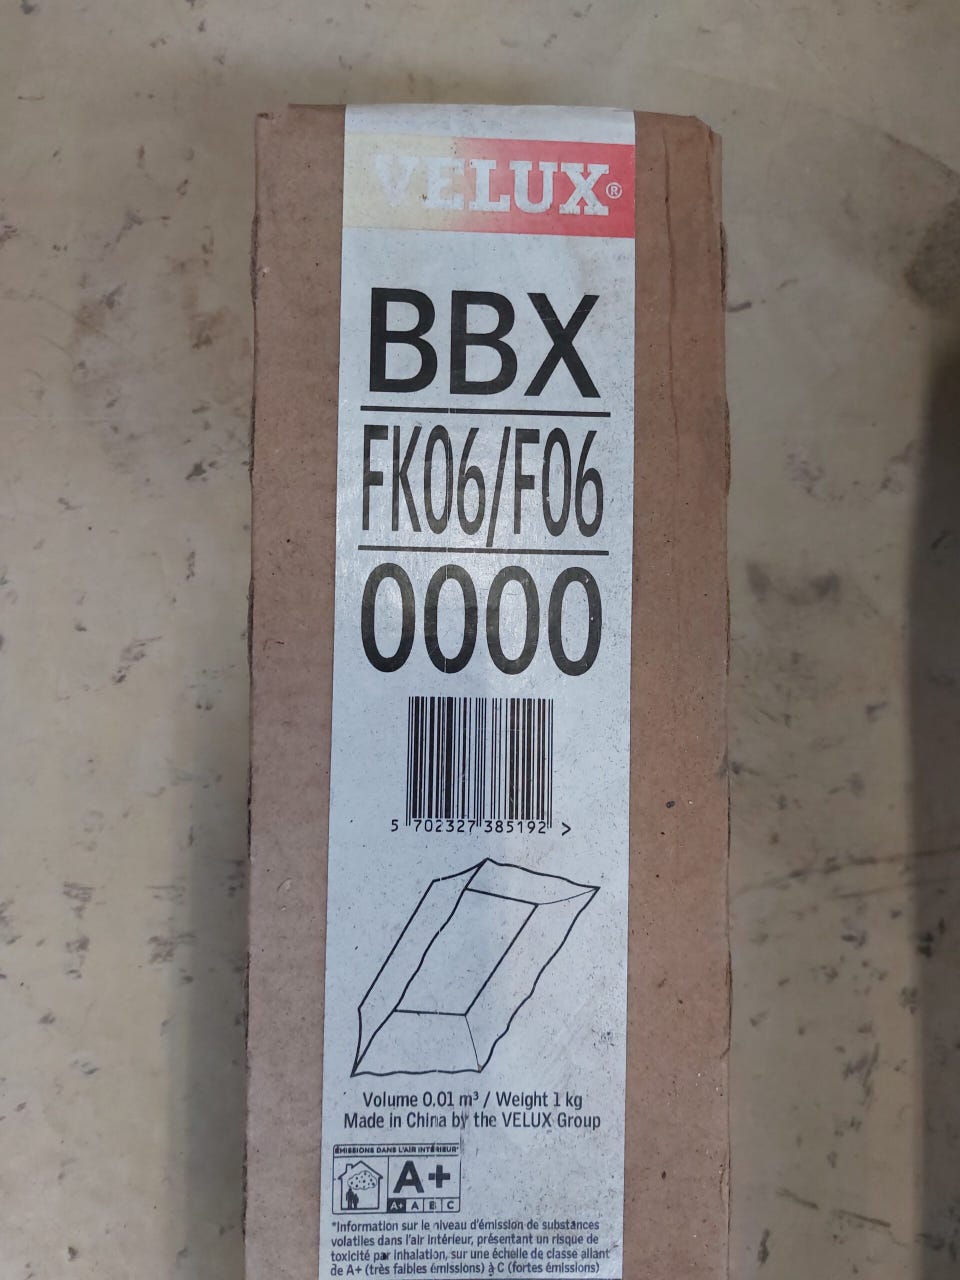 VELUX®
BBX
FK06/F06
0000
5 702327 385192 >
Volume 0.01 m³ / Weight 1 kg
Made in China by the VELUX Group
ÉMISSIONS DANS L'AIR INTÉRIEUR*
A+
A+ A B C
*Information sur le niveau d'émission de substances
volatiles dans l'air intérieur, présentant un risque de
toxicité par inhalation, sur une échelle de classe allant
de A+ (très faibles émissions) à C (fortes émissions)